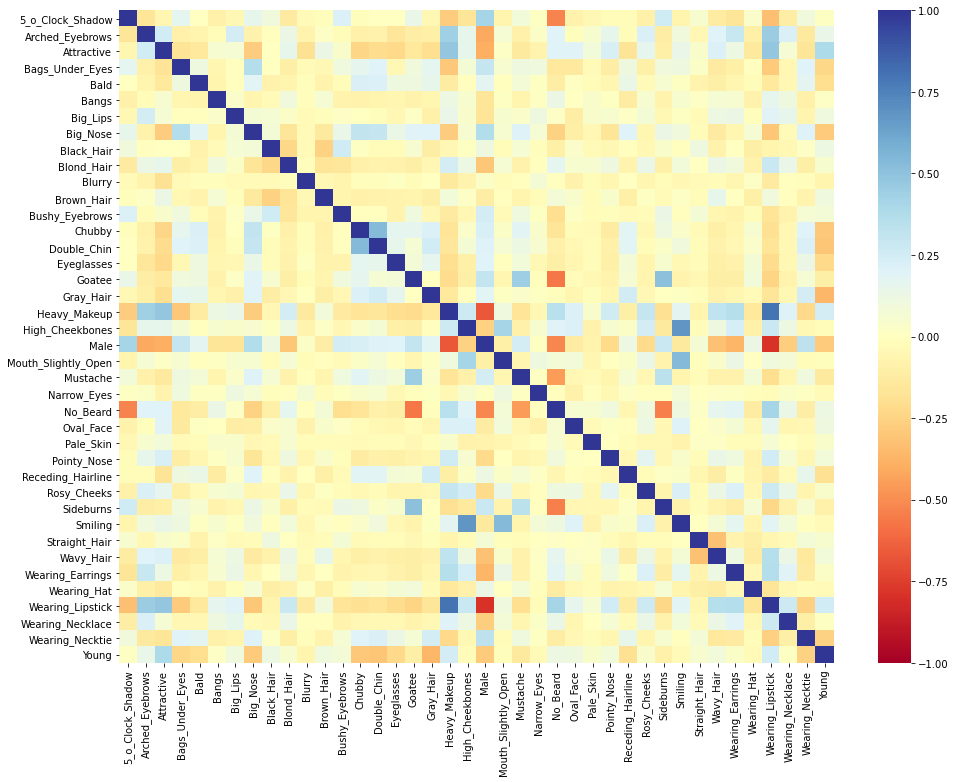 5_o_Clock_Shadow
Arched_Eyebrows
Attractive
Bags_Under_Eyes
Bald
Bangs
Big_Lips
Big_Nose
Black_Hair
Blond_Hair
Blurry
Brown_Hair
Bushy_Eyebrows
Chubby
Double_Chin
Eyeglasses
Goatee
Gray_Hair
Heavy_Makeup
High_Cheekbones
Male
Mouth_Slightly_Open
Mustache
Narrow_Eyes
No_Beard
Oval_Face
Pale_Skin
Pointy_Nose
Receding_Hairline
Rosy_Cheeks
Sideburns
Smiling
Straight_Hair
Wavy_Hair
Wearing_Earrings
Wearing_Hat
Wearing_Lipstick
Wearing_Necklace
Wearing_Necktie
Young
5_o_Clock_Shadow
Arched_Eyebrows
Attractive
Bags_Under_Eyes
Bald
Bangs
Big_Lips
Big_Nose
Black_Hair
Blond_Hair
Blurry
Brown_Hair
Bushy_Eyebrows
Chubby
Double_Chin
Eyeglasses
Goatee
Gray_Hair
Heavy_Makeup
High_Cheekbones
Male
Mouth_Slightly_Open
Mustache
Narrow_Eyes
No_Beard
Oval_Face
Pale_Skin
Pointy_Nose
Receding_Hairline
Rosy_Cheeks
Sideburns
Smiling
Straight_Hair
Wavy_Hair
Wearing_Earrings
Wearing_Hat
Wearing_Lipstick
Wearing_Necklace
Wearing_Necktie
Young
1.00
0.75
0.50
0.25
0.00
−0.25
−0.50
−0.75
−1.00